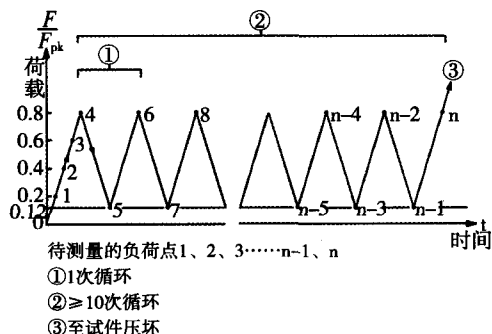 F
F pk
荷
载
②
①
③
4
6
8
n-4
n-2
n
0.8
0.6
3
0.4
2
0.2
1
0.12
0
5
7
n-5
n-3
n-1
t
时间
待测量的负荷点1、2、3……n-1、n
①1次循环
②≥10次循环
③至试件压坏